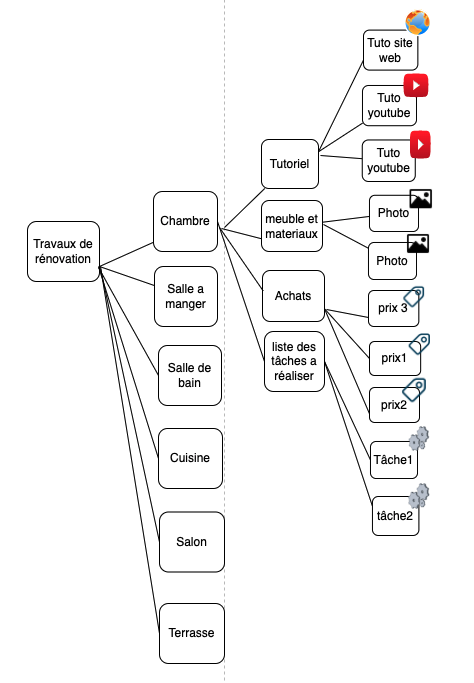 Travaux de
rénovation
Chambre
Salle a
manger
Salle de
bain
Cuisine
Salon
Terrasse
Tutoriel
meuble et
materiaux
Achats
liste des
tâches a
réaliser
Tuto site
web
Tuto
youtube
Tuto
youtube
Photo
Photo
prix 3
prix1
prix2
Tâche1
tâche2